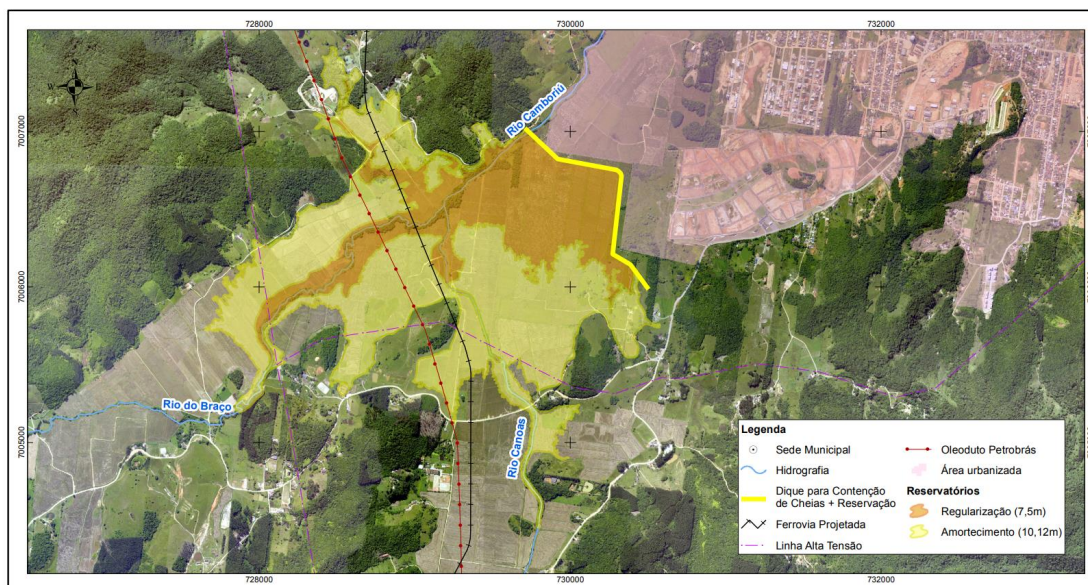 728000
730000
732000
W
N
7007000
7006000
7005000
Rio Camboriú
Rio do Braço
Rio Canoas
Legenda
Sede Municipal
Hidrografia
Dique para Contenção
de Cheias + Reservação
Ferrovia Projetada
Linha Alta Tensão
Oleoduto Petrobrás
Área urbanizada
Reservatórios
Regularização (7,5m)
Amortecimento (10,12m)
728000
730000
732000